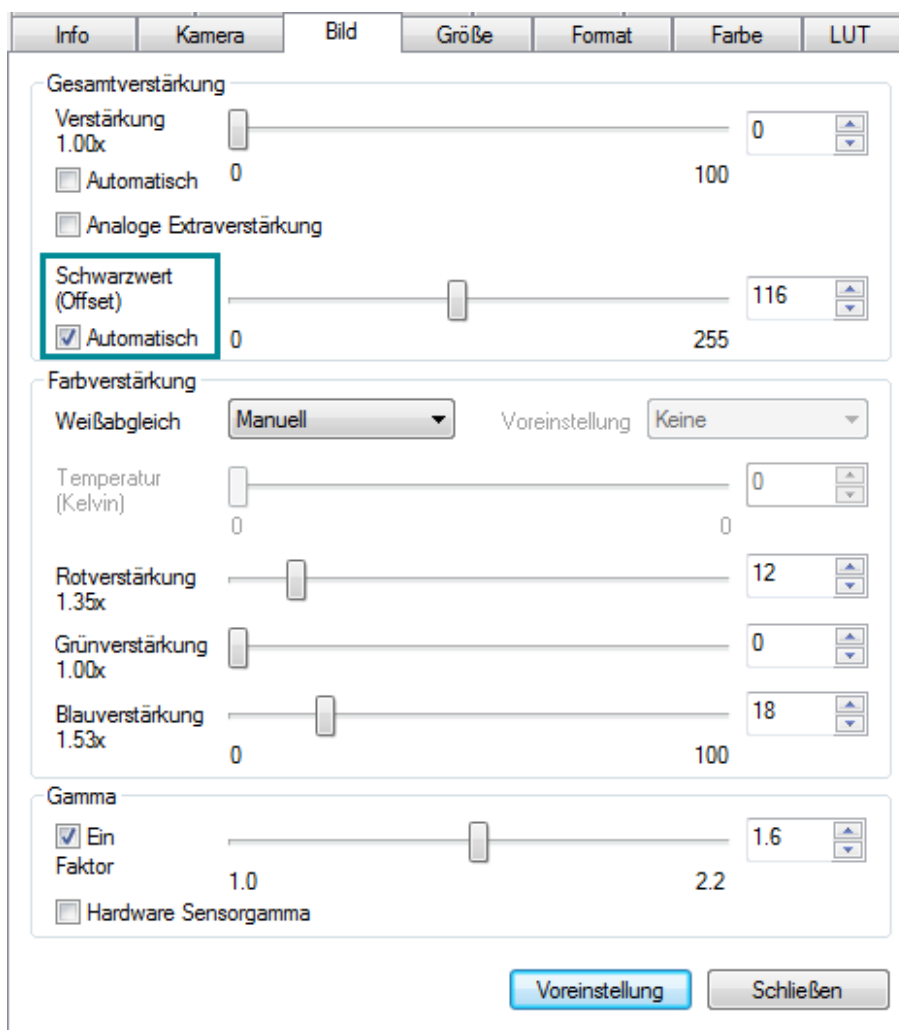 Info Kamera Bild Größe Format Farbe LUT
Gesamtverstärkung
Verstärkung
1.00x
0
Automatisch 0 100
Analoge Extraverstärkung
Schwarzwert
(Offset)
116
Automatisch 0 255
Farbverstärkung
Weißabgleich Manuell Voreinstellung Keine
Temperatur
(Kelvin)
0
0 0
Rotverstärkung
1.35x
12
Grünverstärkung
1.00x
0
Blauverstärkung
1.53x
18
0 100
Gamma
Ein 1.6
Faktor
1.0 2.2
Hardware Sensorgamma
Voreinstellung Schließen